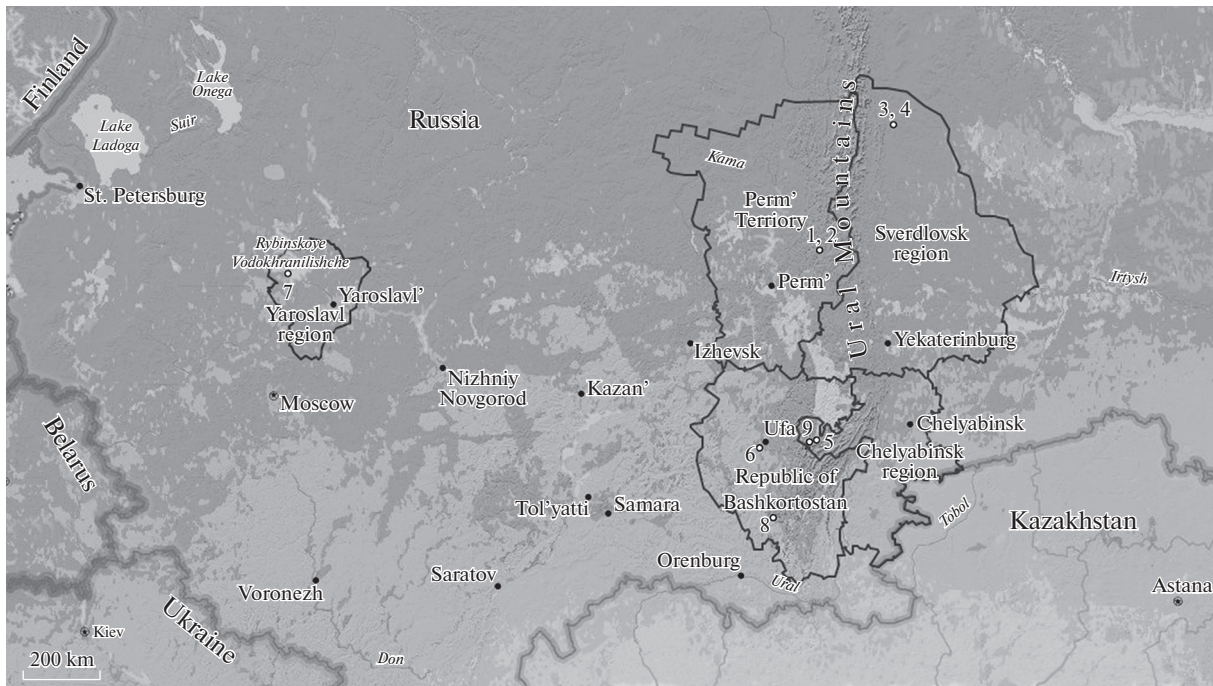 Finland
Lake
Onega
Lake
Ladoga
Suir
Russia
St. Petersburg
Kama
3, 4
Ural Mountains
Perm’
Terriory
1, 2
Sverdlovsk
region
Perm’
Irtysh
Rybinskoye
Vodokhranilishche
7
Yaroslavl’
Yaroslavl
region
Izhevsk
Yekaterinburg
Nizhniy
Novgorod
Kazan’
Moscow
Belarus
Ufa
9
5
6
Chelyabinsk
Chelyabinsk
region
Republic of
Bashkortostan
8
Tol’yatti
Samara
Tobol
Kazakhstan
Orenburg
Ural
Saratov
Voronezh
Astana
Ukraine
Kiev
Don
200 km